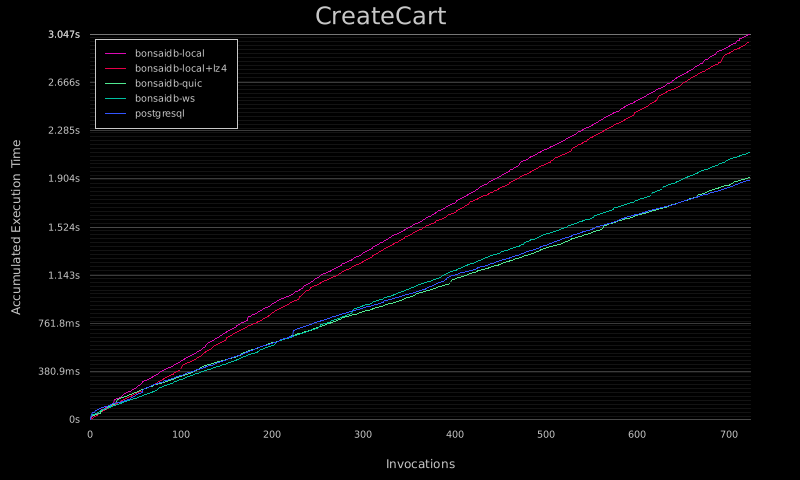 CreateCart
3.047s
bonsaidb-local
bonsaidb-local+lz4
2.666s
bonsaidb-quic
bonsaidb-ws
postgresql
2.285s
1.904s
1.524s
1.143s
761.8ms
380.9ms
0s
Accumulated Execution Time
0 100 200 300 400 500 600 700
Invocations